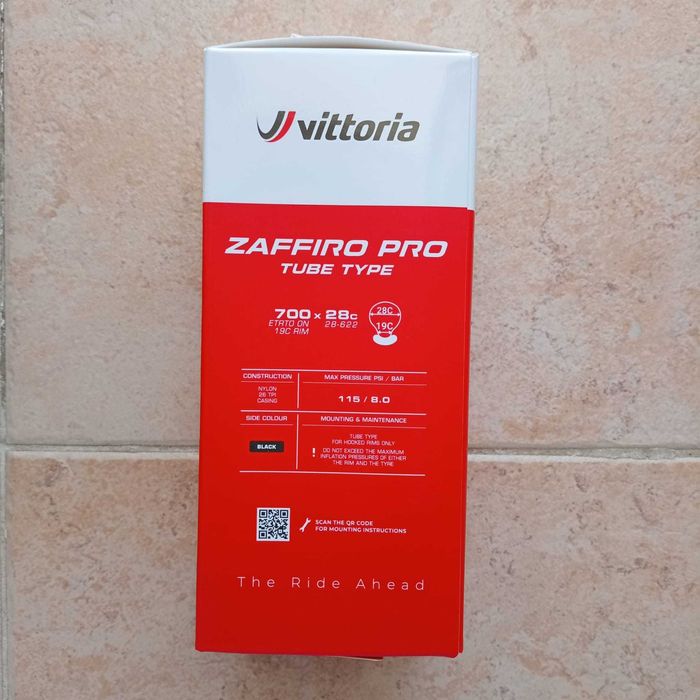 vittoria
ZAFFIRO PRO
TUBE TYPE
700 x 28c
ETRTO ON 28-622
19C RIM
28C
19C
CONSTRUCTION
NYLON
26 TPI
CASING
MAX PRESSURE PSI / BAR
115 / 8.0
SIDE COLOUR
BLACK
MOUNTING & MAINTENANCE
TUBE TYPE
FOR HOOKED RIMS ONLY
! DO NOT EXCEED THE MAXIMUM
INFLATION PRESSURES OF EITHER
THE RIM AND THE TYRE
SCAN THE QR CODE
FOR MOUNTING INSTRUCTIONS
The Ride Ahead